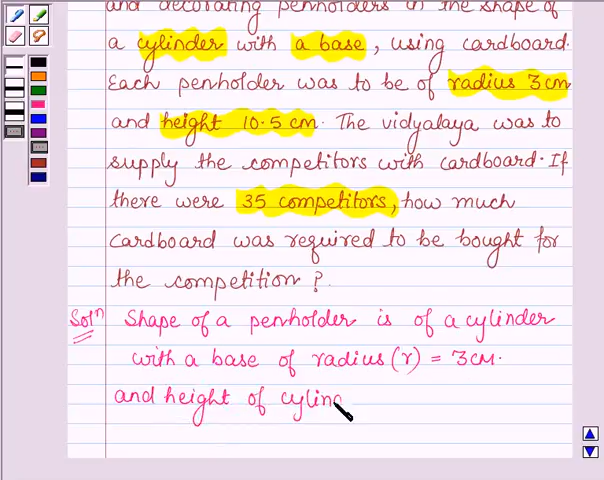 and decorating penholders in the shape of
a cylinder with a base, using cardboard.
Each penholder was to be of radius 3cm
and height 10.5 cm. The vidyalaya was to
supply the competitors with cardboard. If
there were 35 competitors, how much
cardboard was required to be bought for
the competition?
Solⁿ Shape of a penholder is of a cylinder
with a base of radius (r) = 3cm.
and height of cylin